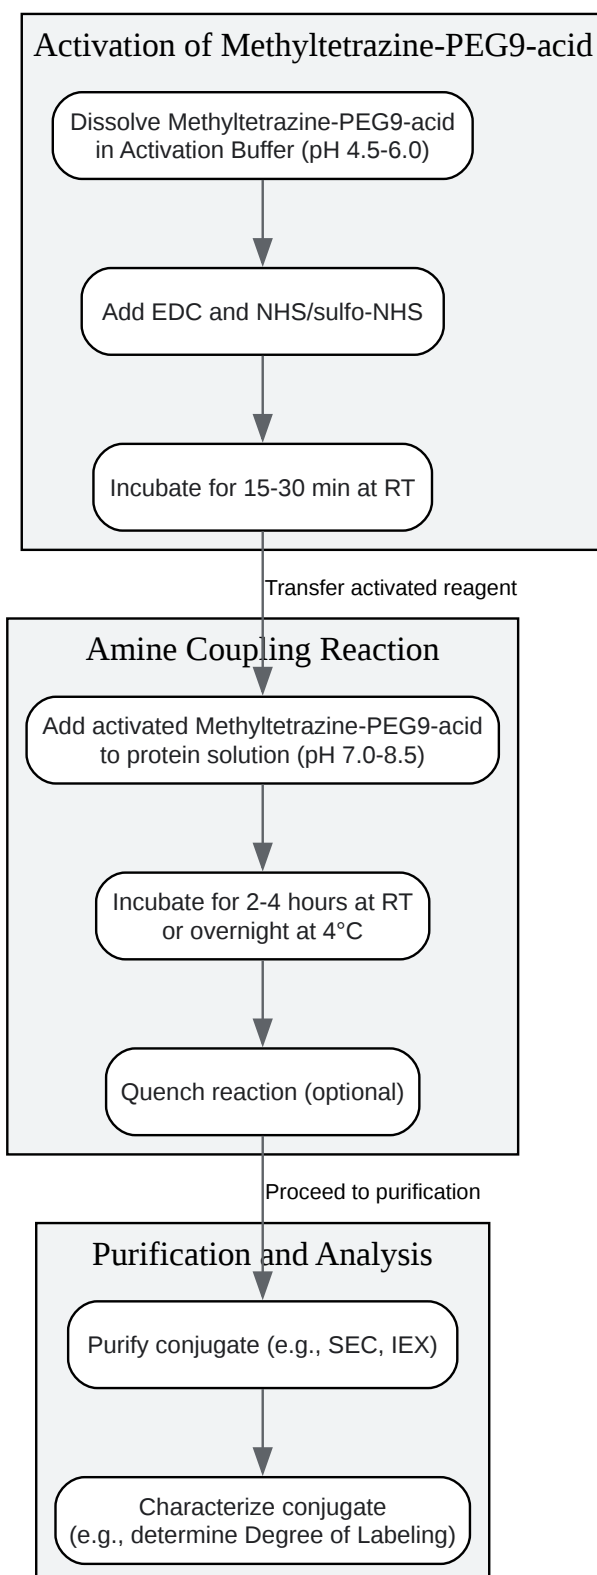 Activation of Methyltetrazine-PEG9-acid
Dissolve Methyltetrazine-PEG9-acid
in Activation Buffer (pH 4.5-6.0)
Add EDC and NHS/sulfo-NHS
Incubate for 15-30 min at RT
Transfer activated reagent
Amine Coupling Reaction
Add activated Methyltetrazine-PEG9-acid
to protein solution (pH 7.0-8.5)
Incubate for 2-4 hours at RT
or overnight at 4°C
Quench reaction (optional)
Proceed to purification
Purification and Analysis
Purify conjugate (e.g., SEC, IEX)
Characterize conjugate
(e.g., determine Degree of Labeling)